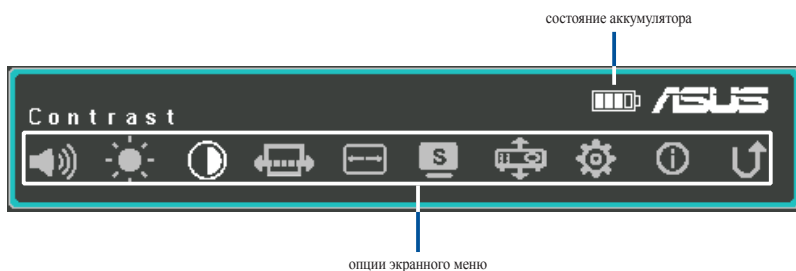 состояние аккумулятора
ASUS
Contrast
S
опции экранного меню